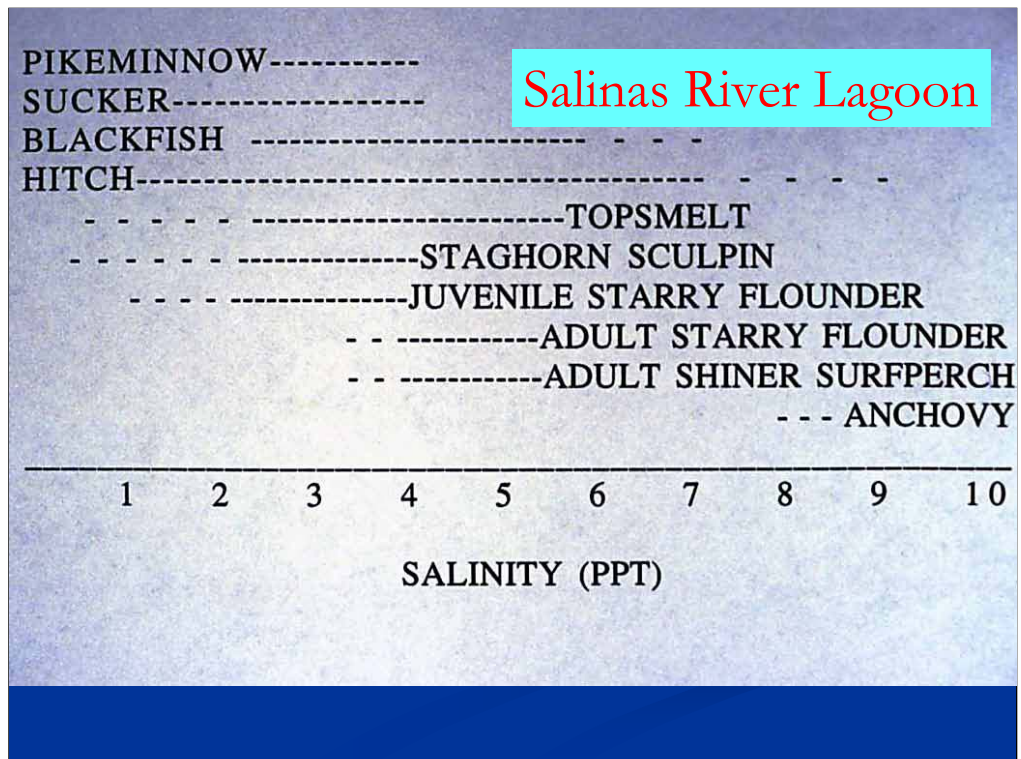 Salinas River Lagoon
PIKEMINNOW-----------
SUCKER------------------
BLACKFISH -------------------------- - - -
HITCH------------------------------------------ - - - -
- - - - - --------------------------TOPSMELT
- - - - - - ---------------STAGHORN SCULPIN
- - - - ---------------JUVENILE STARRY FLOUNDER
- - ------------ADULT STARRY FLOUNDER
- - ------------ADULT SHINER SURFPERCH
- - - ANCHOVY
1 2 3 4 5 6 7 8 9 10
SALINITY (PPT)